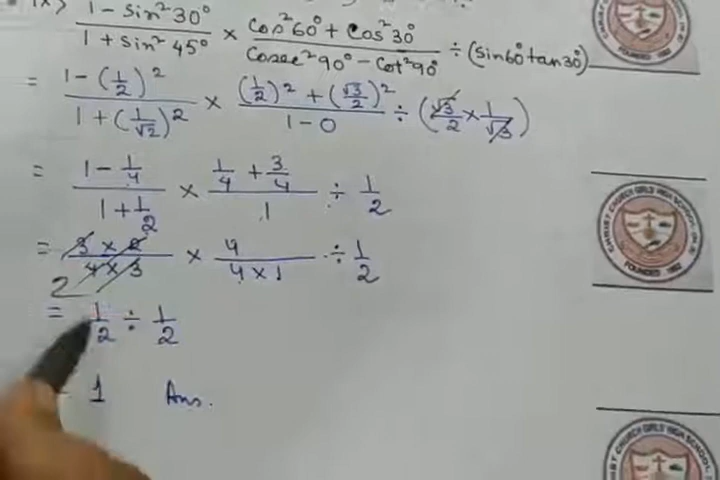 ix> (1 - sin²30°)/(1 + sin²45°) × (cos²60° + cos²30°)/(cosec²90° - cot²90°) ÷ (sin60° tan30°)
= (1 - (1/2)²)/(1 + (1/√2)²) × ((1/2)² + (√3/2)²)/(1 - 0) ÷ (√3/2 × 1/√3)
= (1 - 1/4)/(1 + 1/2) × (1/4 + 3/4)/1 ÷ 1/2
= (3 × 2)/(4 × 3) × 4/(4 × 1) ÷ 1/2
2
= 1/2 ÷ 1/2
1 Ans.